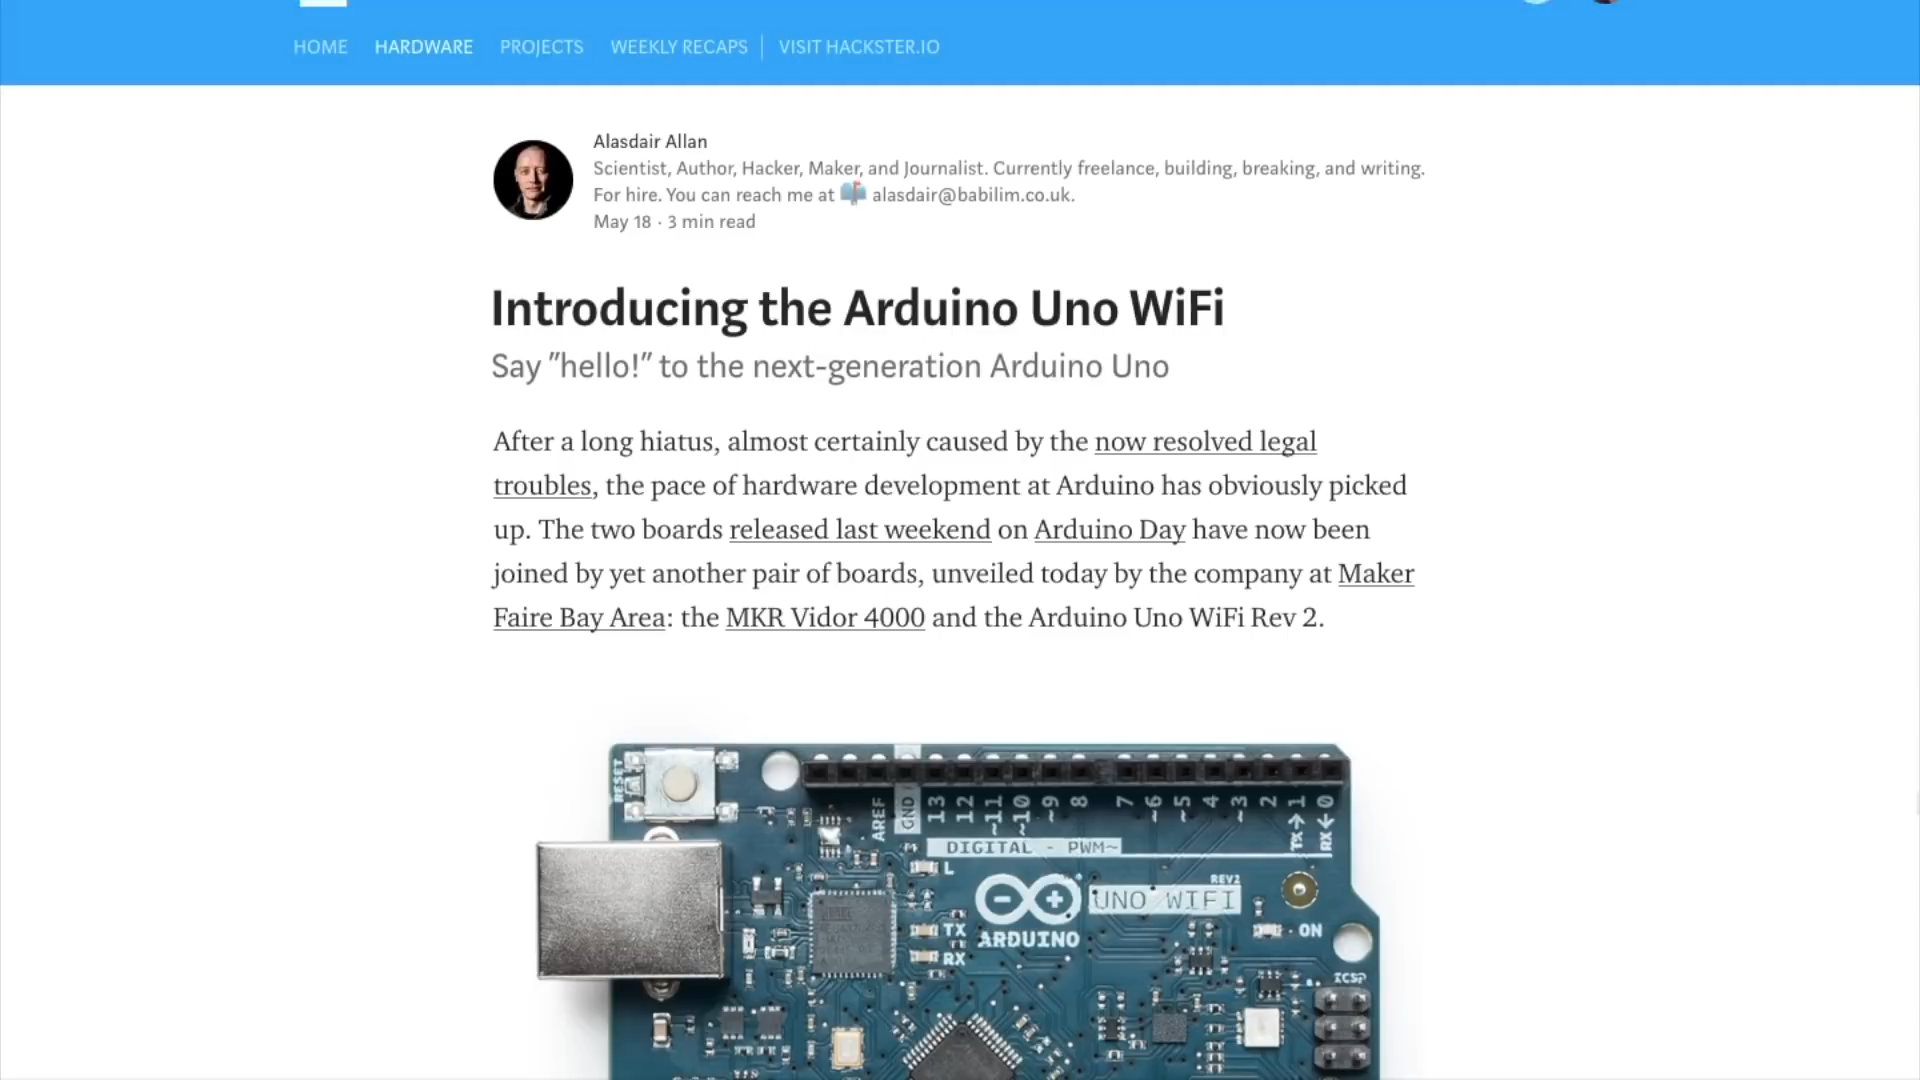 HOME HARDWARE PROJECTS WEEKLY RECAPS VISIT HACKSTER.IO
Alasdair Allan
Scientist, Author, Hacker, Maker, and Journalist. Currently freelance, building, breaking, and writing.
For hire. You can reach me at alasdair@babilim.co.uk.
May 18 · 3 min read
Introducing the Arduino Uno WiFi
Say "hello!" to the next-generation Arduino Uno
After a long hiatus, almost certainly caused by the now resolved legal
troubles, the pace of hardware development at Arduino has obviously picked
up. The two boards released last weekend on Arduino Day have now been
joined by yet another pair of boards, unveiled today by the company at Maker
Faire Bay Area: the MKR Vidor 4000 and the Arduino Uno WiFi Rev 2.
RESET
AREF GND 13 12 ~11 ~10 ~9 8 7 ~6 ~5 4 ~3 2 TX→1 RX←0
DIGITAL - PWM~
L
REV2
UNO WIFI
TX
ARDUINO
ON
RX
ICSP